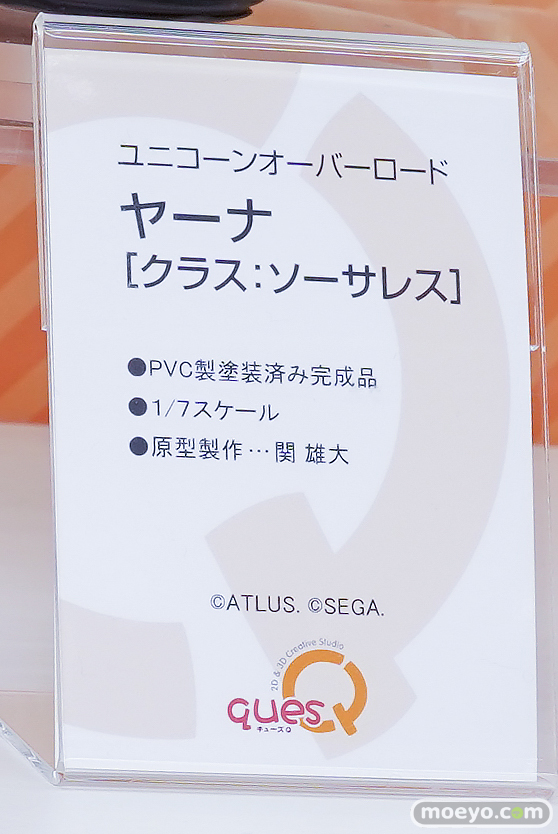 ユニコーンオーバーロード
ヤーナ
[クラス:ソーサレス]
●PVC製塗装済み完成品
●1/7スケール
●原型製作…関 雄大
©ATLUS. ©SEGA.
2D & 3D Creative Studio
quesQ
キューズQ
moeyo.com